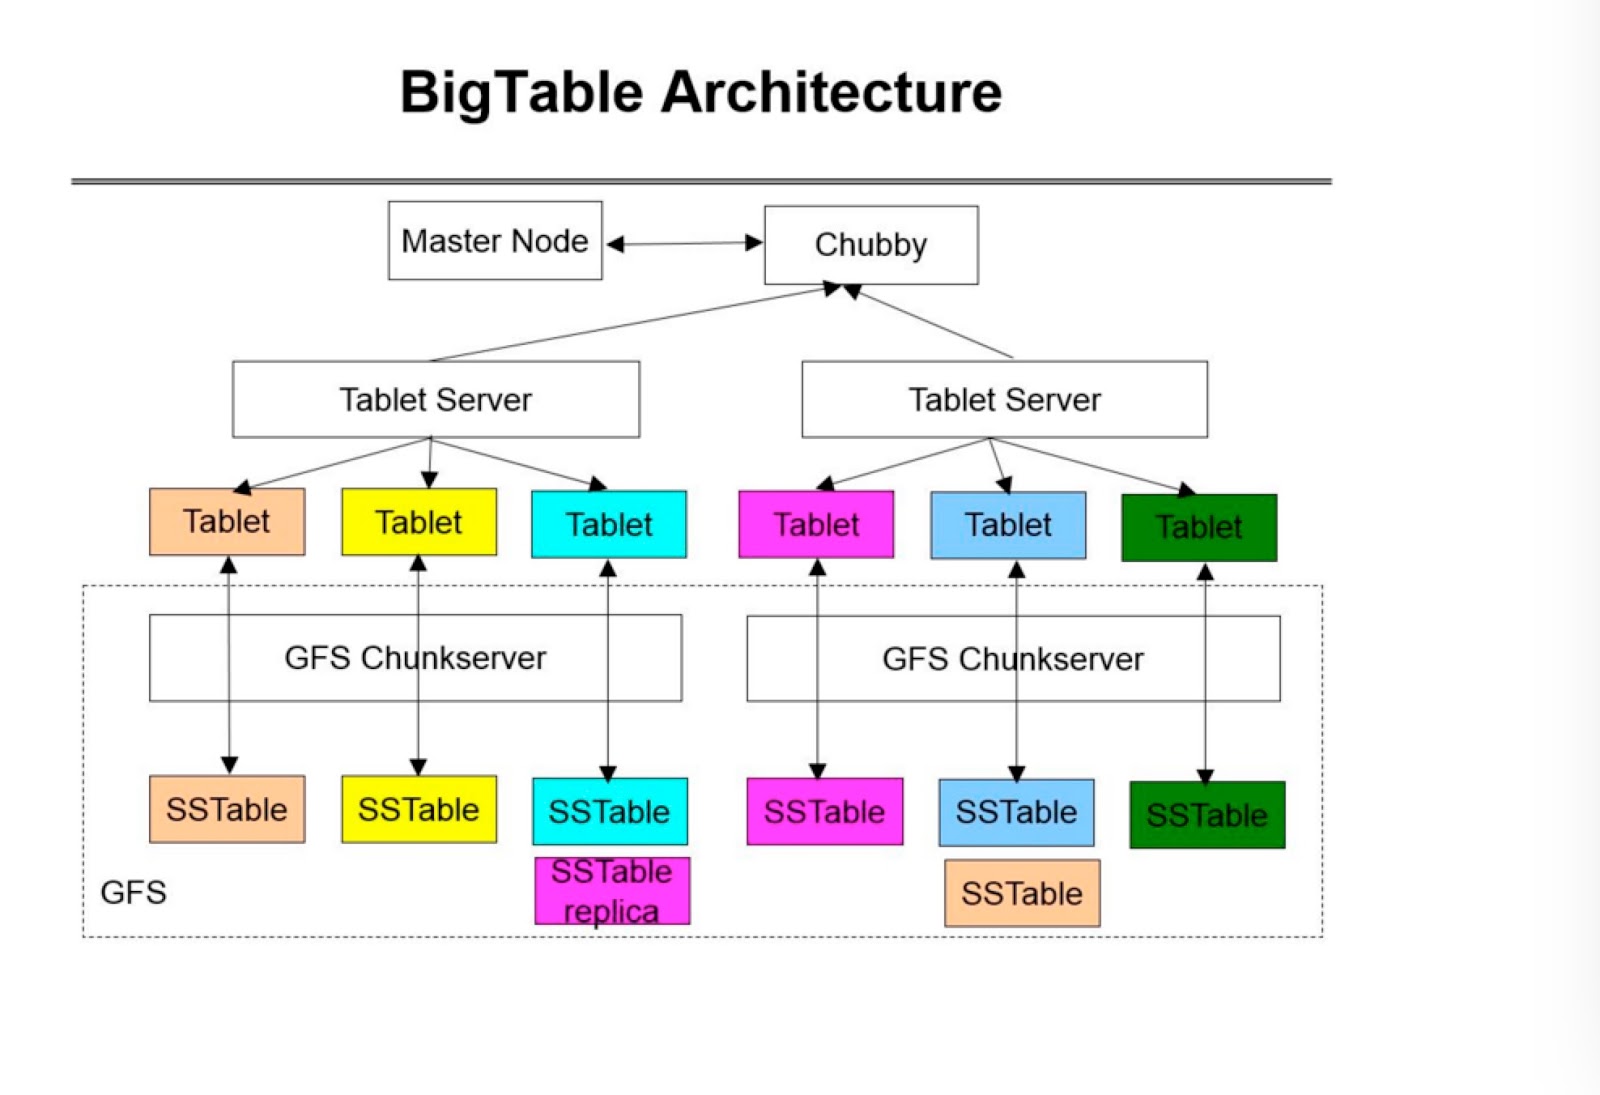 BigTable Architecture
Master Node
Chubby
Tablet Server
Tablet Server
Tablet
Tablet
Tablet
Tablet
Tablet
Tablet
GFS Chunkserver
GFS Chunkserver
SSTable
SSTable
SSTable
SSTable
SSTable
SSTable
SSTable
replica
GFS
SSTable